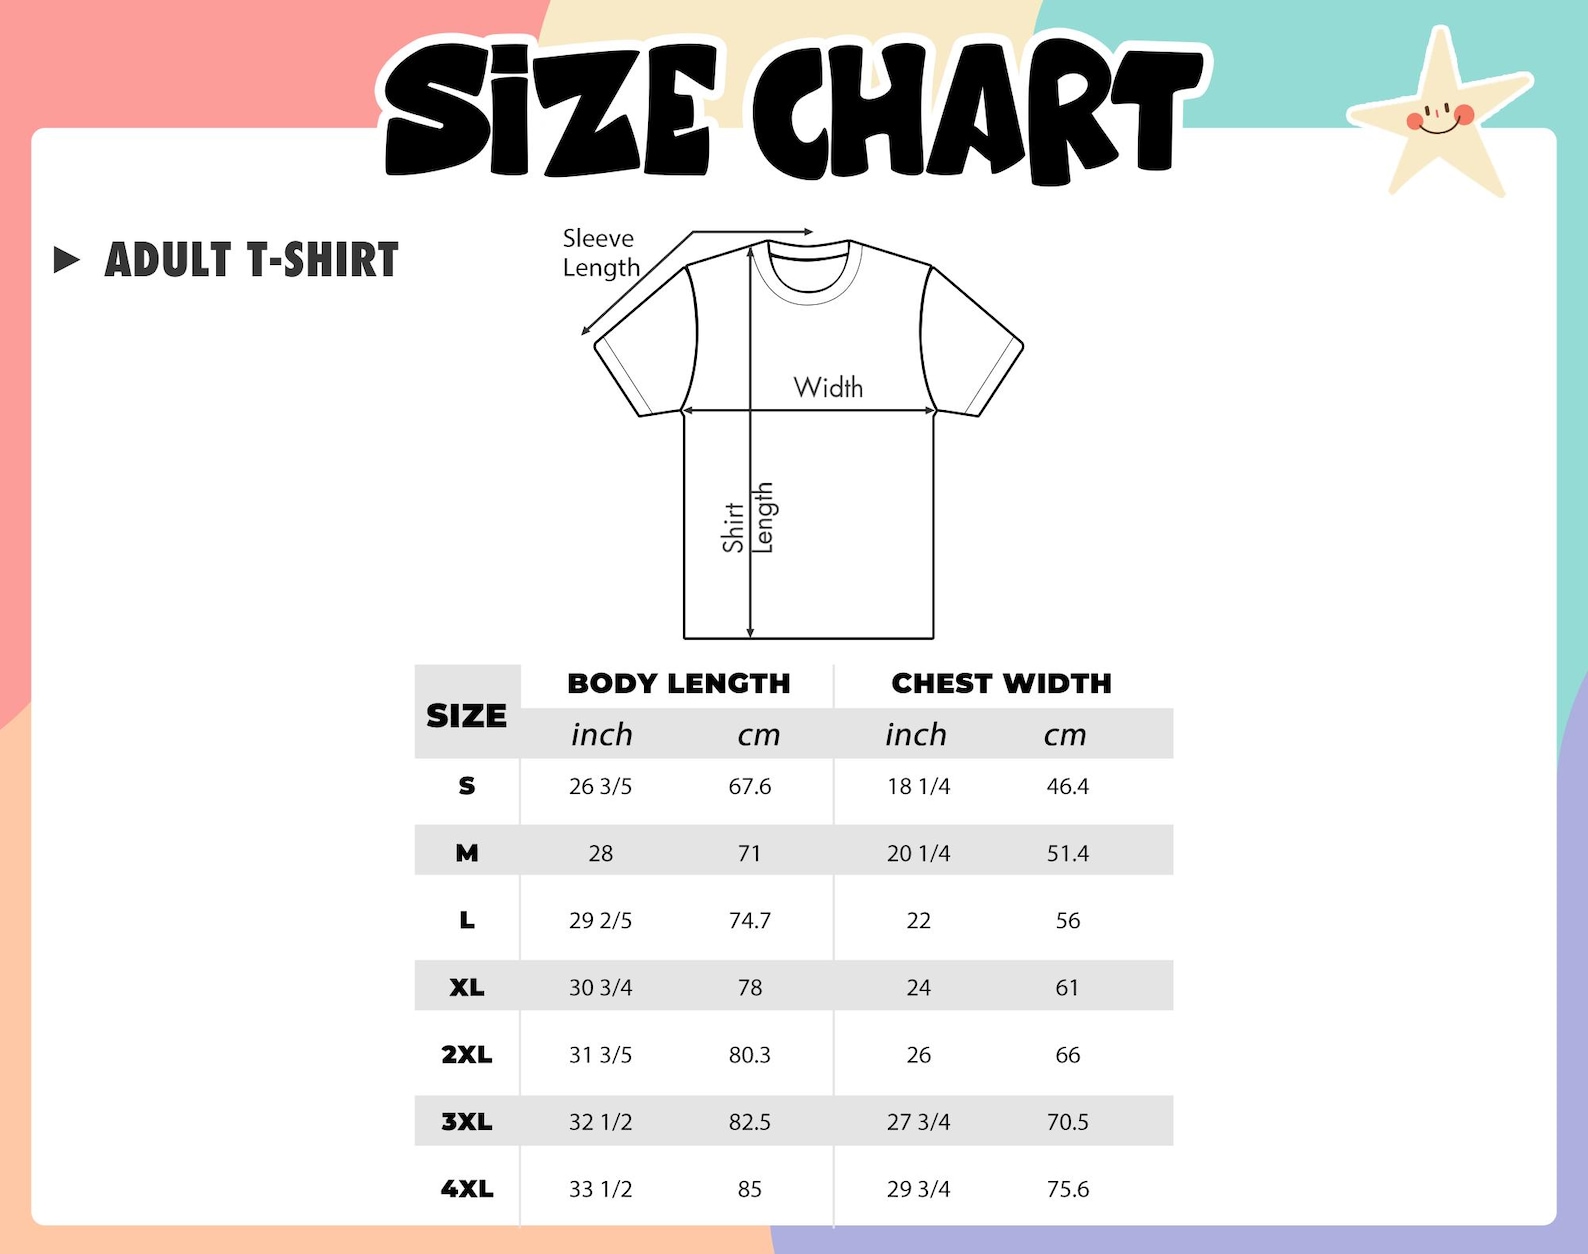 SiZE CHART
ADULT T-SHIRT
Sleeve
Length
Width
Shirt
Length
SIZE BODY LENGTH CHEST WIDTH
inch cm inch cm
S 26 3/5 67.6 18 1/4 46.4
M 28 71 20 1/4 51.4
L 29 2/5 74.7 22 56
XL 30 3/4 78 24 61
2XL 31 3/5 80.3 26 66
3XL 32 1/2 82.5 27 3/4 70.5
4XL 33 1/2 85 29 3/4 75.6